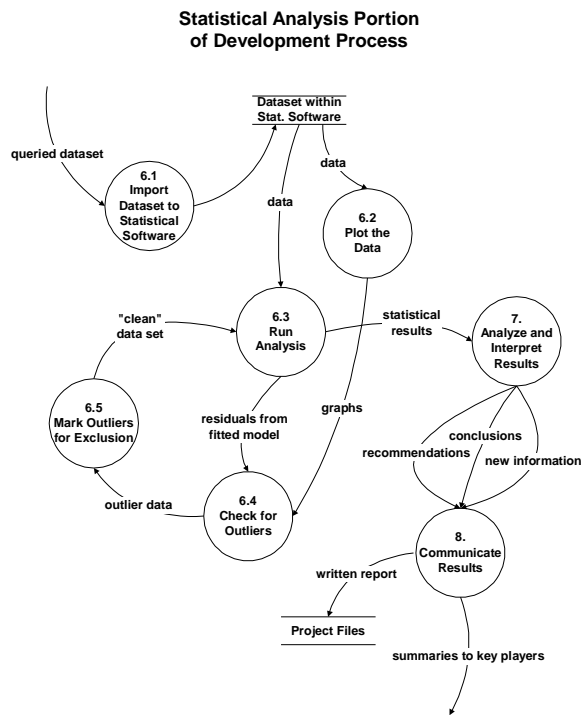 Statistical Analysis Portion
of Development Process
Dataset within
Stat. Software
queried dataset
data
6.1
Import
Dataset to
Statistical
Software
data
6.2
Plot the
Data
"clean"
data set
6.3
Run
Analysis
statistical
results
7.
Analyze and
Interpret
Results
6.5
Mark Outliers
for Exclusion
residuals from
fitted model
graphs
recommendations
conclusions
new information
outlier data
6.4
Check for
Outliers
8.
Communicate
Results
written report
Project Files
summaries to key players